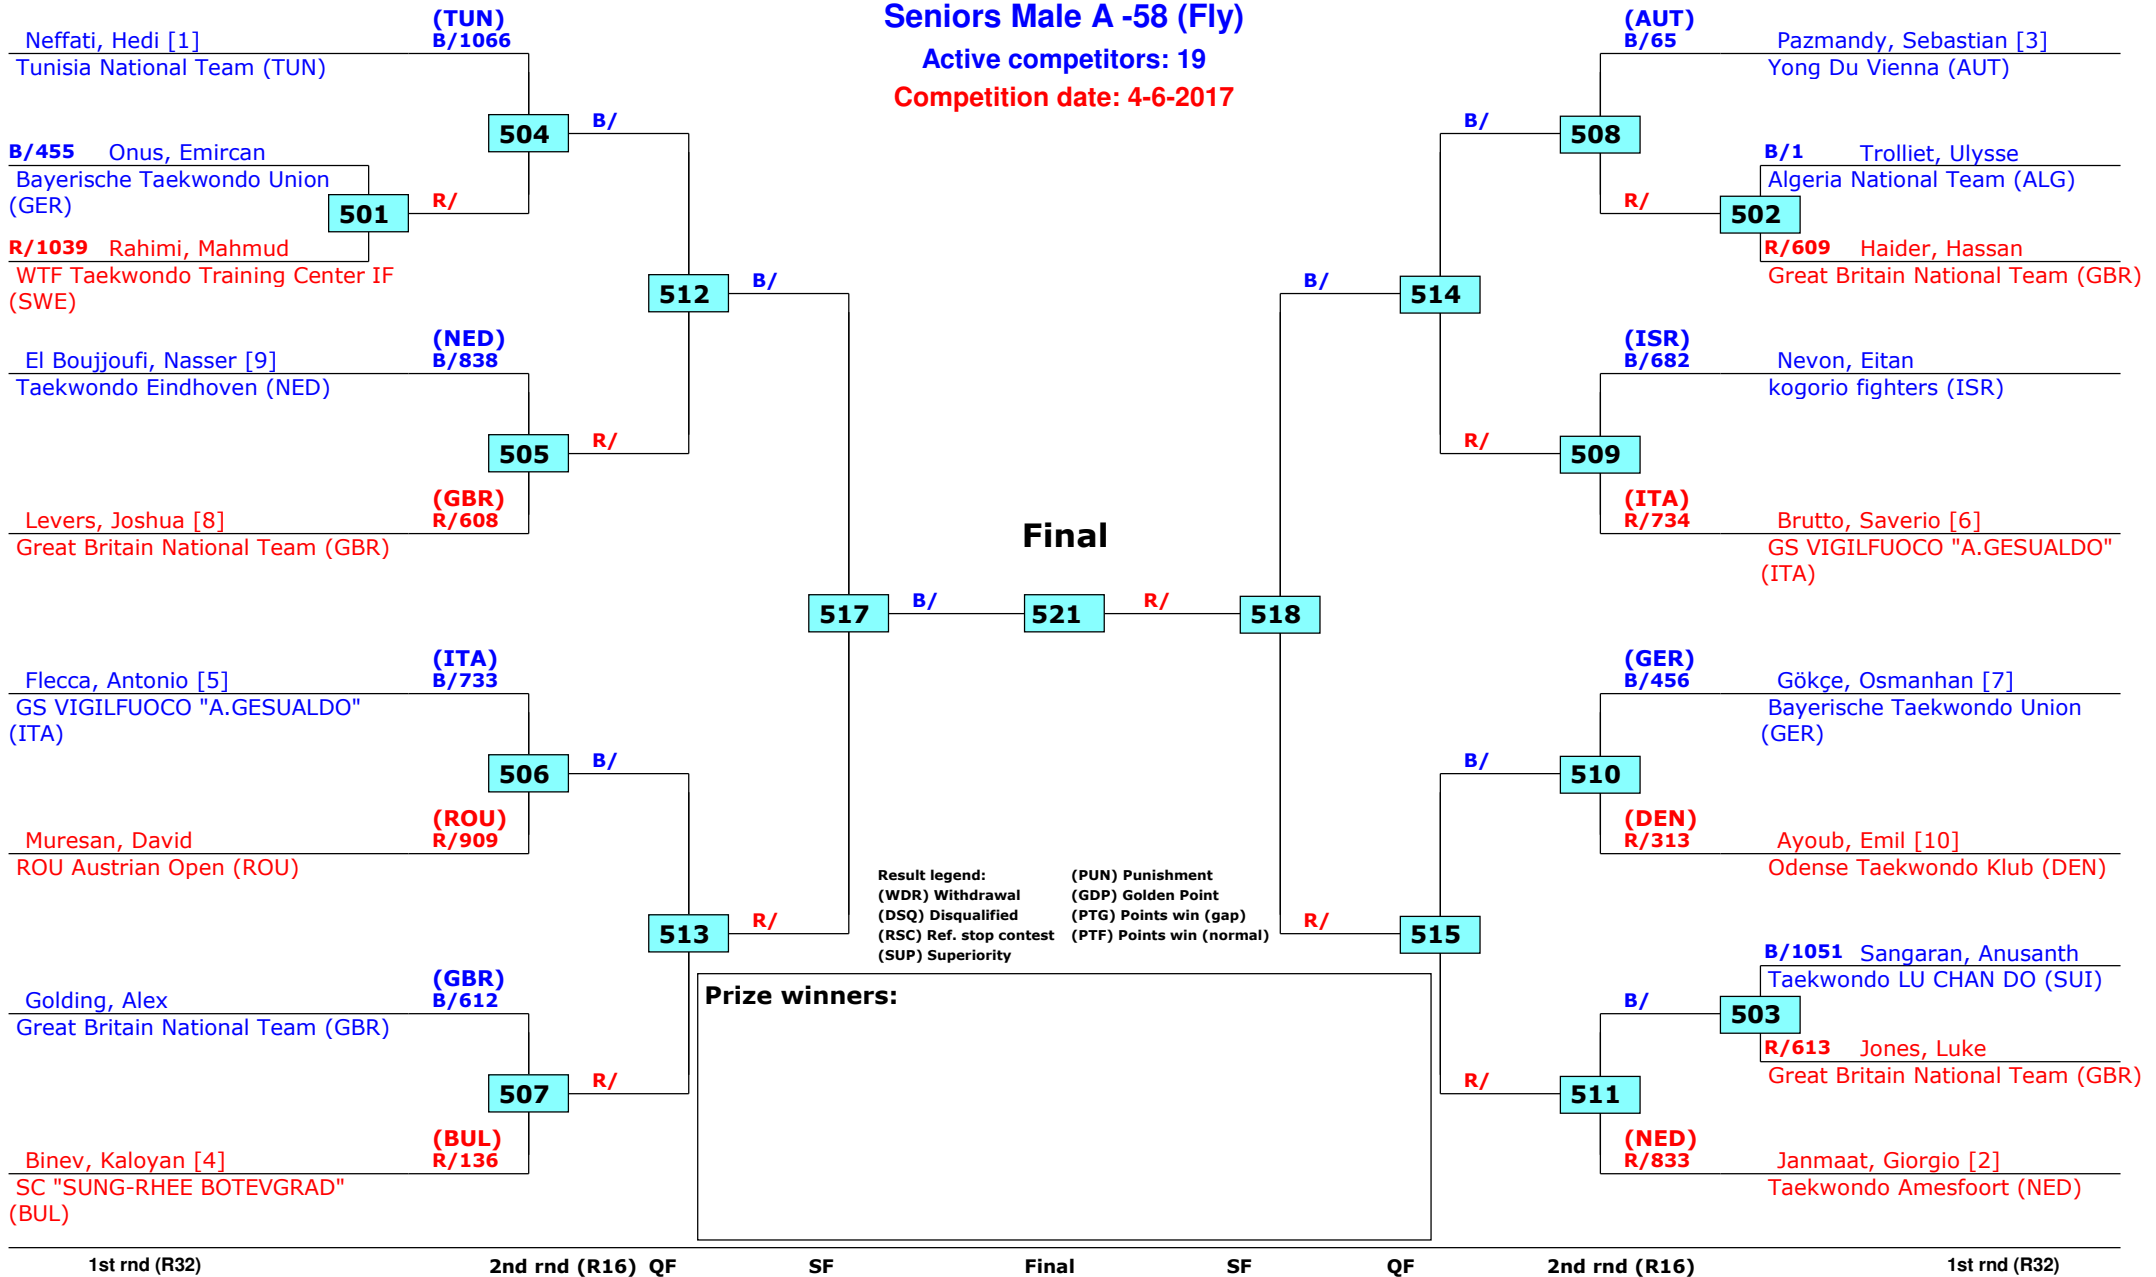 Seniors Male A -58 (Fly)
Active competitors: 19
Competition date: 4-6-2017
(TUN)
Neffati, Hedi [1] B/1066
Tunisia National Team (TUN)
504 B/
B/455 Onus, Emircan
Bayerische Taekwondo Union
(GER)
501 R/
R/1039 Rahimi, Mahmud
WTF Taekwondo Training Center IF
(SWE)
512 B/
(NED)
El Boujjoufi, Nasser [9] B/838
Taekwondo Eindhoven (NED)
505 R/
(GBR)
Levers, Joshua [8] R/608
Great Britain National Team (GBR)
517 B/
(ITA)
Flecca, Antonio [5] B/733
GS VIGILFUOCO "A.GESUALDO"
(ITA)
506 B/
(ROU)
Muresan, David R/909
ROU Austrian Open (ROU)
513 R/
(GBR)
Golding, Alex B/612
Great Britain National Team (GBR)
507 R/
(BUL)
Binev, Kaloyan [4] R/136
SC "SUNG-RHEE BOTEVGRAD"
(BUL)
Final
521
(AUT)
B/65 Pazmandy, Sebastian [3]
Yong Du Vienna (AUT)
B/ 508
B/1 Trolliet, Ulysse
Algeria National Team (ALG)
R/ 502
R/609 Haider, Hassan
Great Britain National Team (GBR)
B/ 514
(ISR)
B/682 Nevon, Eitan
kogorio fighters (ISR)
R/ 509
(ITA)
R/734 Brutto, Saverio [6]
GS VIGILFUOCO "A.GESUALDO"
(ITA)
R/ 518
(GER)
B/456 Gökçe, Osmanhan [7]
Bayerische Taekwondo Union
(GER)
B/ 510
(DEN)
R/313 Ayoub, Emil [10]
Odense Taekwondo Klub (DEN)
R/ 515
B/1051 Sangaran, Anusanth
Taekwondo LU CHAN DO (SUI)
B/ 503
R/613 Jones, Luke
Great Britain National Team (GBR)
R/ 511
(NED)
R/833 Janmaat, Giorgio [2]
Taekwondo Amesfoort (NED)
Result legend: (PUN) Punishment
(WDR) Withdrawal (GDP) Golden Point
(DSQ) Disqualified (PTG) Points win (gap)
(RSC) Ref. stop contest (PTF) Points win (normal)
(SUP) Superiority
Prize winners:
1st rnd (R32) 2nd rnd (R16) QF SF Final SF QF 2nd rnd (R16) 1st rnd (R32)